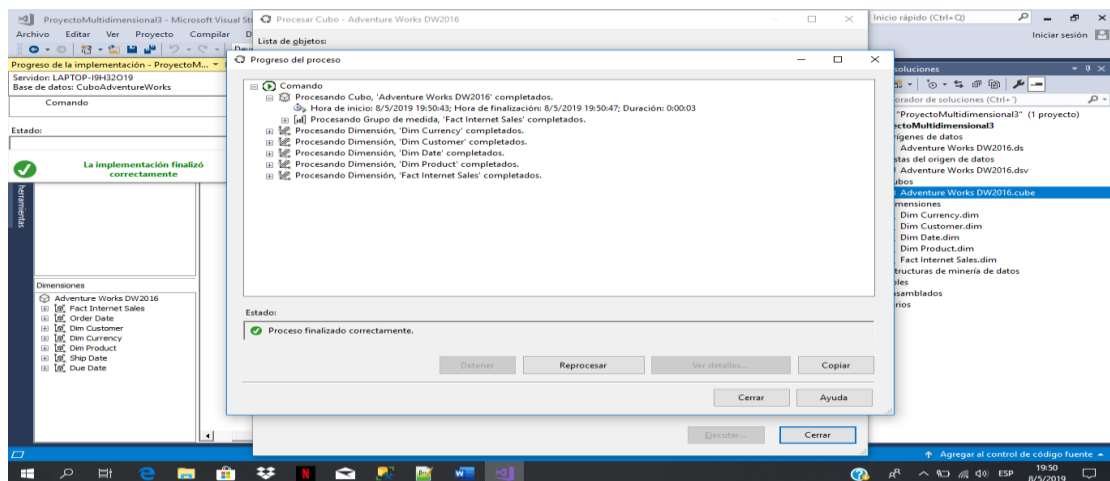 ProyectoMultidimensional3 - Microsoft Visual Stu
Procesar Cubo - Adventure Works DW2016
Inicio rápido (Ctrl+Q)
Archivo Editar Ver Proyecto Compilar D
Iniciar sesión
Lista de objetos:
Progreso de la implementación - ProyectoM...
Servidor: LAPTOP-I9H32O19
Base de datos: CuboAdventureWorks
Comando
Estado:
La implementación finalizó
correctamente
herramientas
Dimensiones
Adventure Works DW2016
Fact Internet Sales
Order Date
Dim Customer
Dim Currency
Dim Product
Ship Date
Due Date
Progreso del proceso
Comando
Procesando Cubo, 'Adventure Works DW2016' completados.
Hora de inicio: 8/5/2019 19:50:43; Hora de finalización: 8/5/2019 19:50:47; Duración: 0:00:03
Procesando Grupo de medida, 'Fact Internet Sales' completados.
Procesando Dimensión, 'Dim Currency' completados.
Procesando Dimensión, 'Dim Customer' completados.
Procesando Dimensión, 'Dim Date' completados.
Procesando Dimensión, 'Dim Product' completados.
Procesando Dimensión, 'Fact Internet Sales' completados.
Estado:
Proceso finalizado correctamente.
Detener Reprocesar Ver detalles... Copiar
Cerrar Ayuda
Ejecutar... Cerrar
soluciones
orador de soluciones (Ctrl+´)
"ProyectoMultidimensional3" (1 proyecto)
ectoMultidimensional3
rígenes de datos
Adventure Works DW2016.ds
stas del origen de datos
Adventure Works DW2016.dsv
ubos
Adventure Works DW2016.cube
mensiones
Dim Currency.dim
Dim Customer.dim
Dim Date.dim
Dim Product.dim
Fact Internet Sales.dim
tructuras de minería de datos
oles
nsamblados
rios
Agregar al control de código fuente
ESP
19:50
8/5/2019